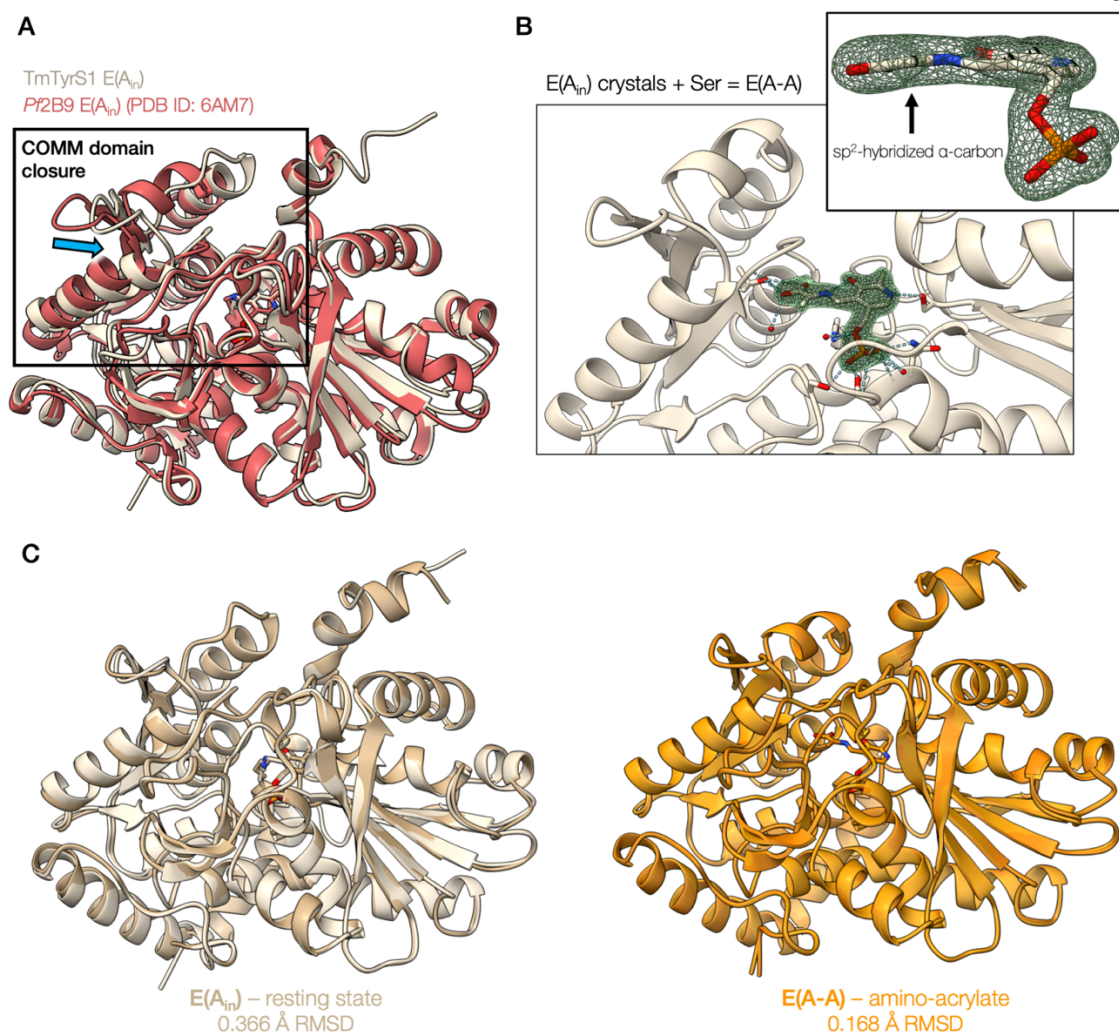 A
TmTyrS1 E(Aᵢₙ)
Pf2B9 E(Aᵢₙ) (PDB ID: 6AM7)
COMM domain
closure
B
E(Aᵢₙ) crystals + Ser = E(A-A)
sp²-hybridized α-carbon
C
E(Aᵢₙ) – resting state
0.366 Å RMSD
E(A-A) – amino-acrylate
0.168 Å RMSD